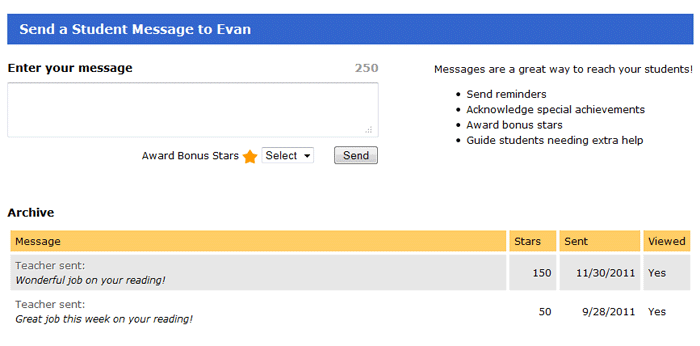 Send a Student Message to Evan
Enter your message 250
Messages are a great way to reach your students!
• Send reminders
• Acknowledge special achievements
• Award bonus stars
• Guide students needing extra help
Award Bonus Stars Select Send
Archive
Message Stars Sent Viewed
Teacher sent:
Wonderful job on your reading! 150 11/30/2011 Yes
Teacher sent:
Great job this week on your reading! 50 9/28/2011 Yes